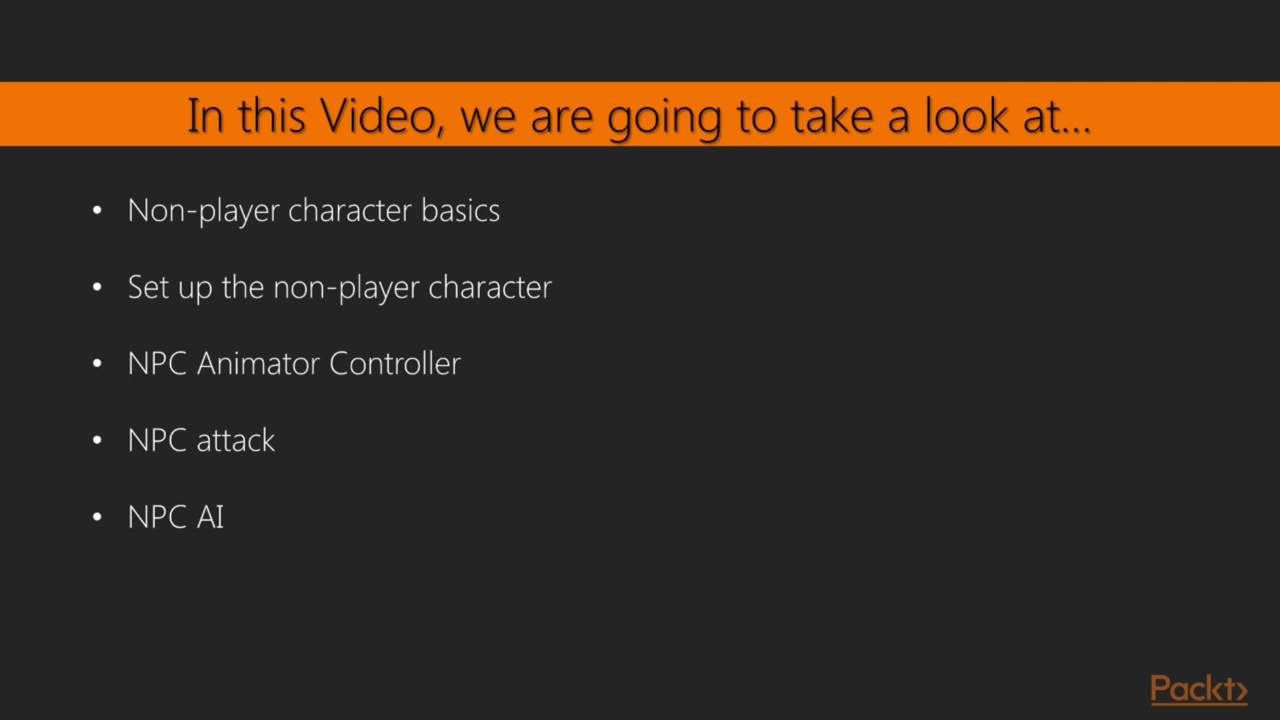 In this Video, we are going to take a look at...
• Non-player character basics
• Set up the non-player character
• NPC Animator Controller
• NPC attack
• NPC AI
Packt>